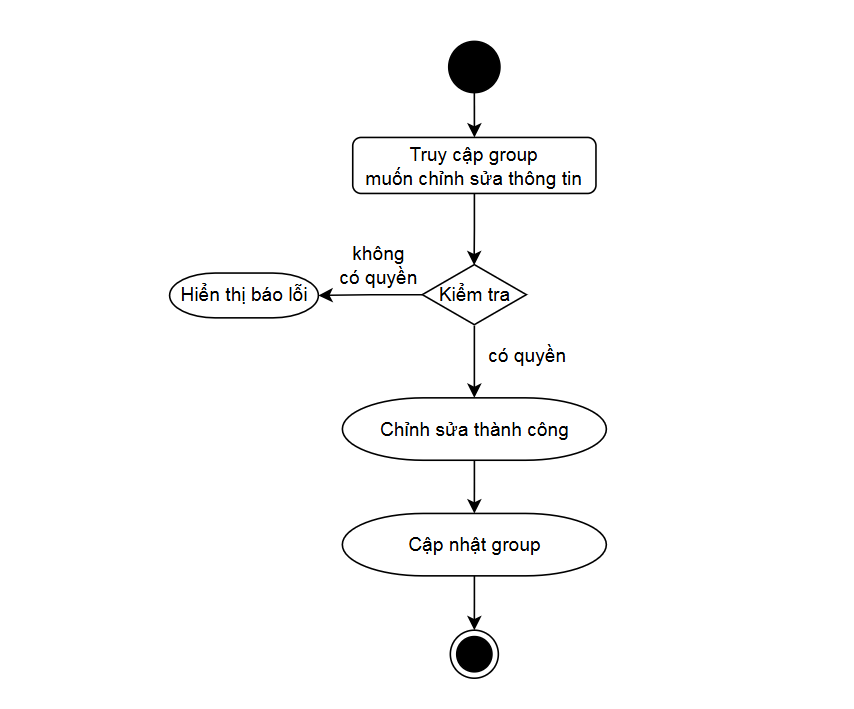 Truy cập group
muốn chỉnh sửa thông tin
không
có quyền
Hiển thị báo lỗi
Kiểm tra
có quyền
Chỉnh sửa thành công
Cập nhật group